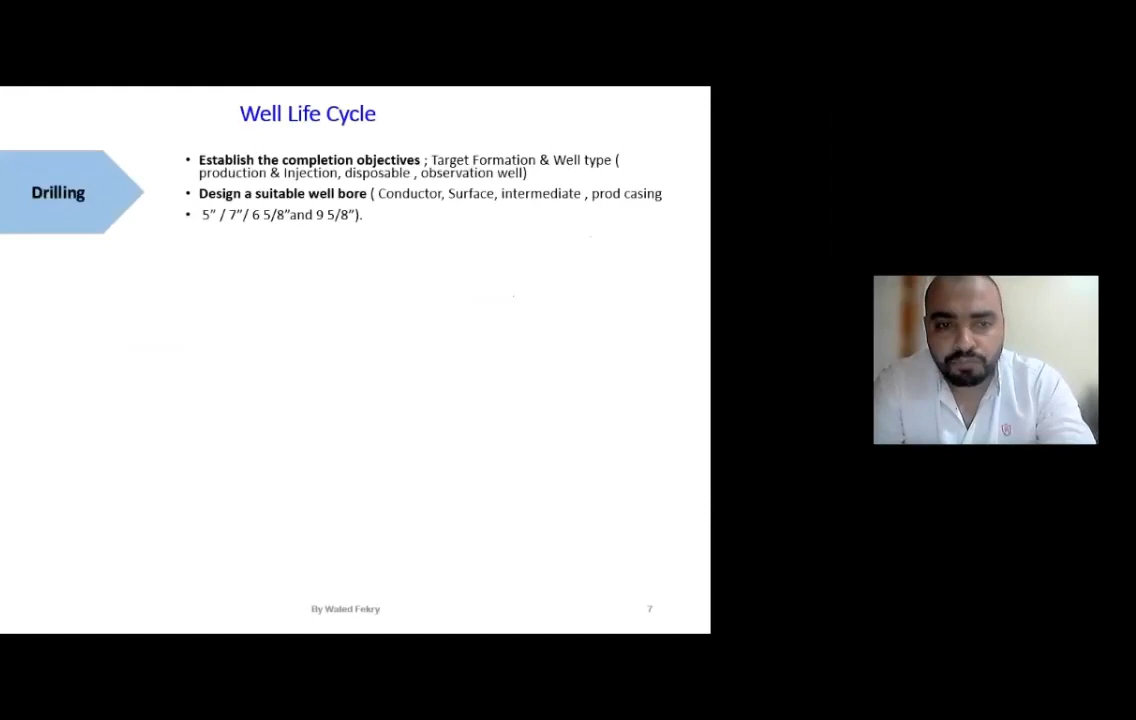 Well Life Cycle
Drilling
• Establish the completion objectives ; Target Formation & Well type (
production & Injection, disposable , observation well)
• Design a suitable well bore ( Conductor, Surface, intermediate , prod casing
• 5” / 7”/ 6 5/8”and 9 5/8”).
By Waled Fekry
7